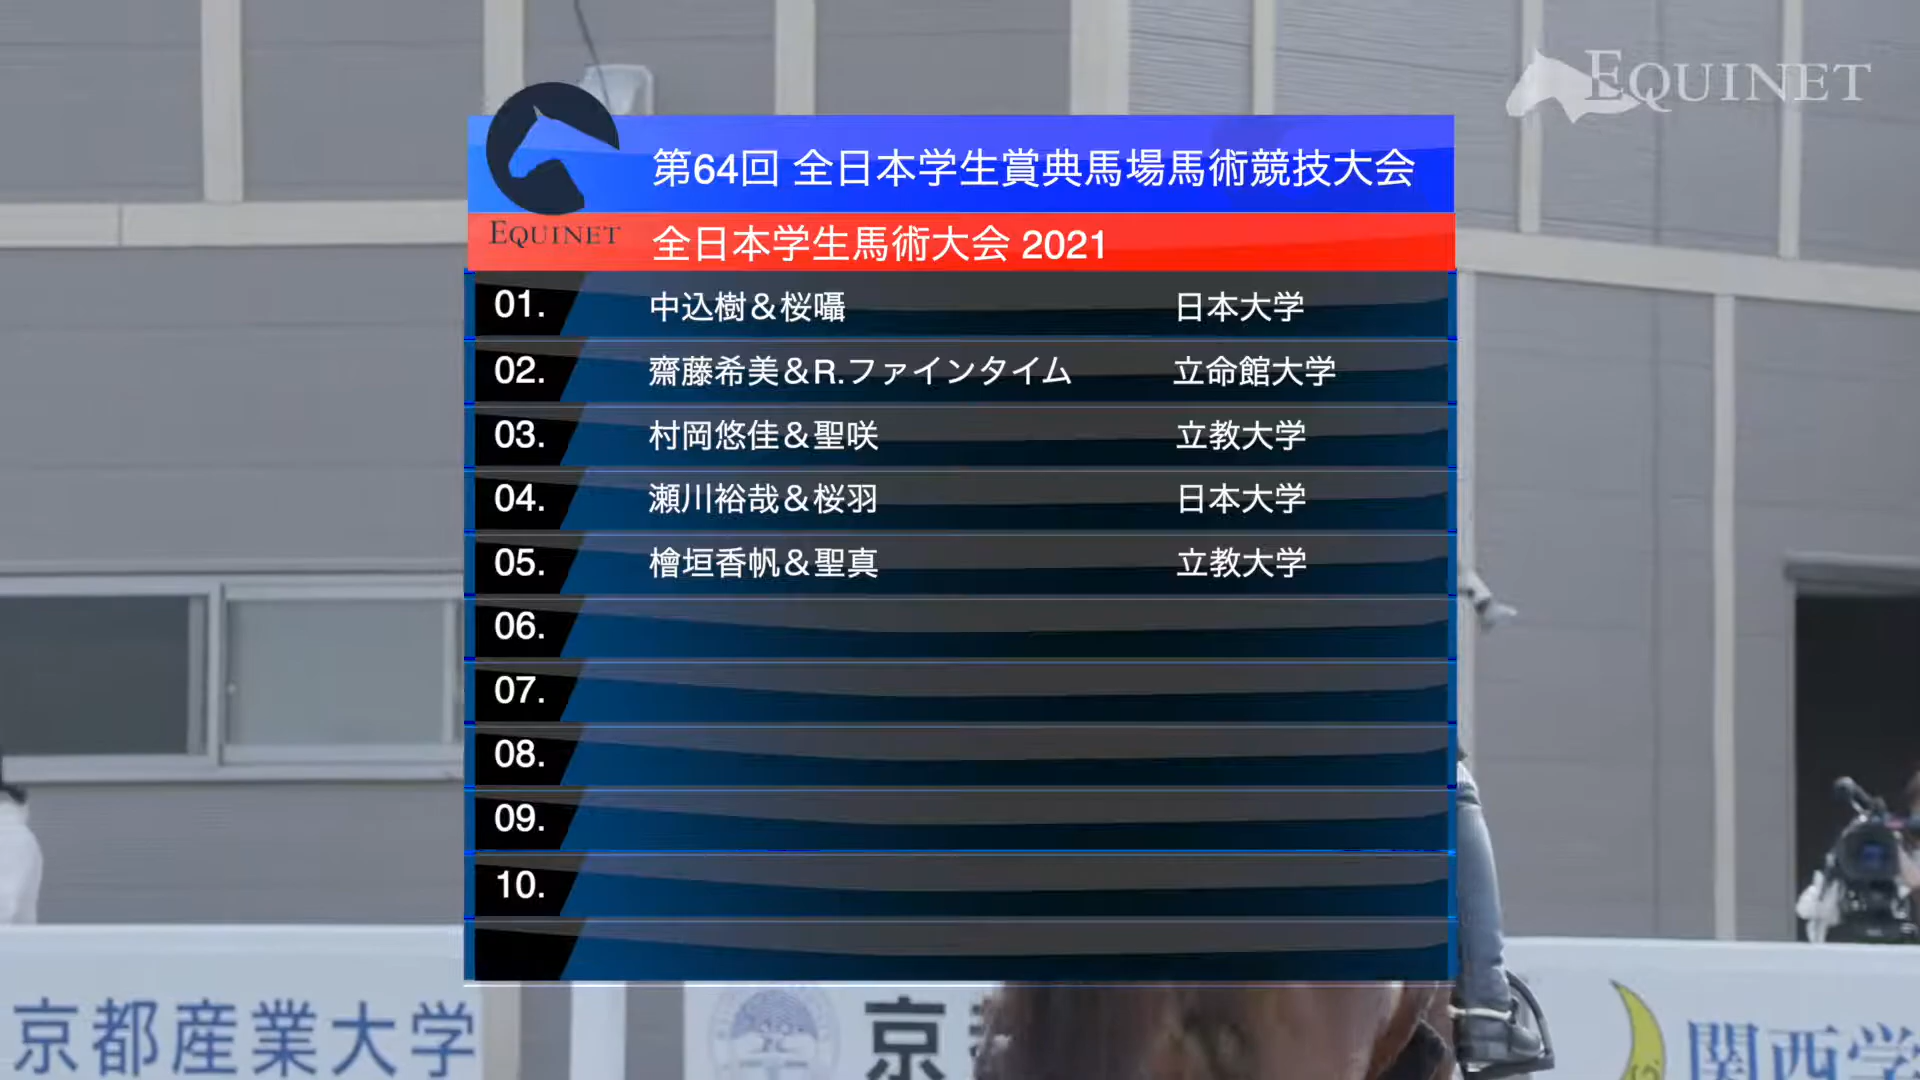 EQUINET
第64回 全日本学生賞典馬場馬術競技大会
EQUINET
全日本学生馬術大会 2021
01. 中込樹&桜囁 日本大学
02. 齋藤希美&R.ファインタイム 立命館大学
03. 村岡悠佳&聖咲 立教大学
04. 瀬川裕哉&桜羽 日本大学
05. 檜垣香帆&聖真 立教大学
06.
07.
08.
09.
10.
京都産業大学
京
関西学